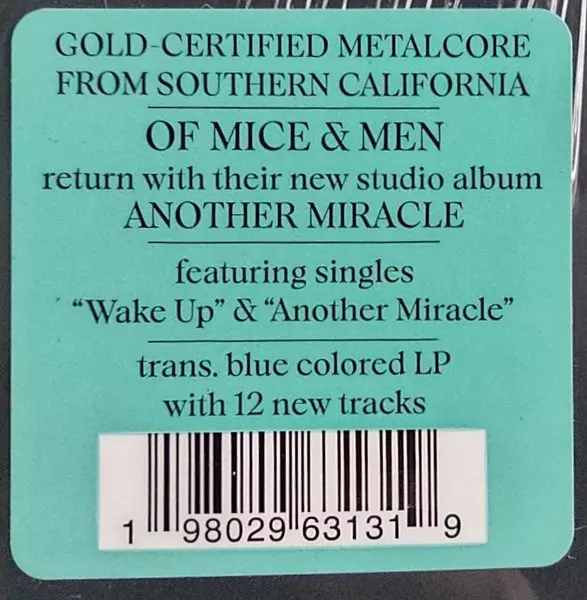 GOLD-CERTIFIED METALCORE
FROM SOUTHERN CALIFORNIA
OF MICE & MEN
return with their new studio album
ANOTHER MIRACLE
featuring singles
“Wake Up” & “Another Miracle”
trans. blue colored LP
with 12 new tracks
1 98029 63131 9